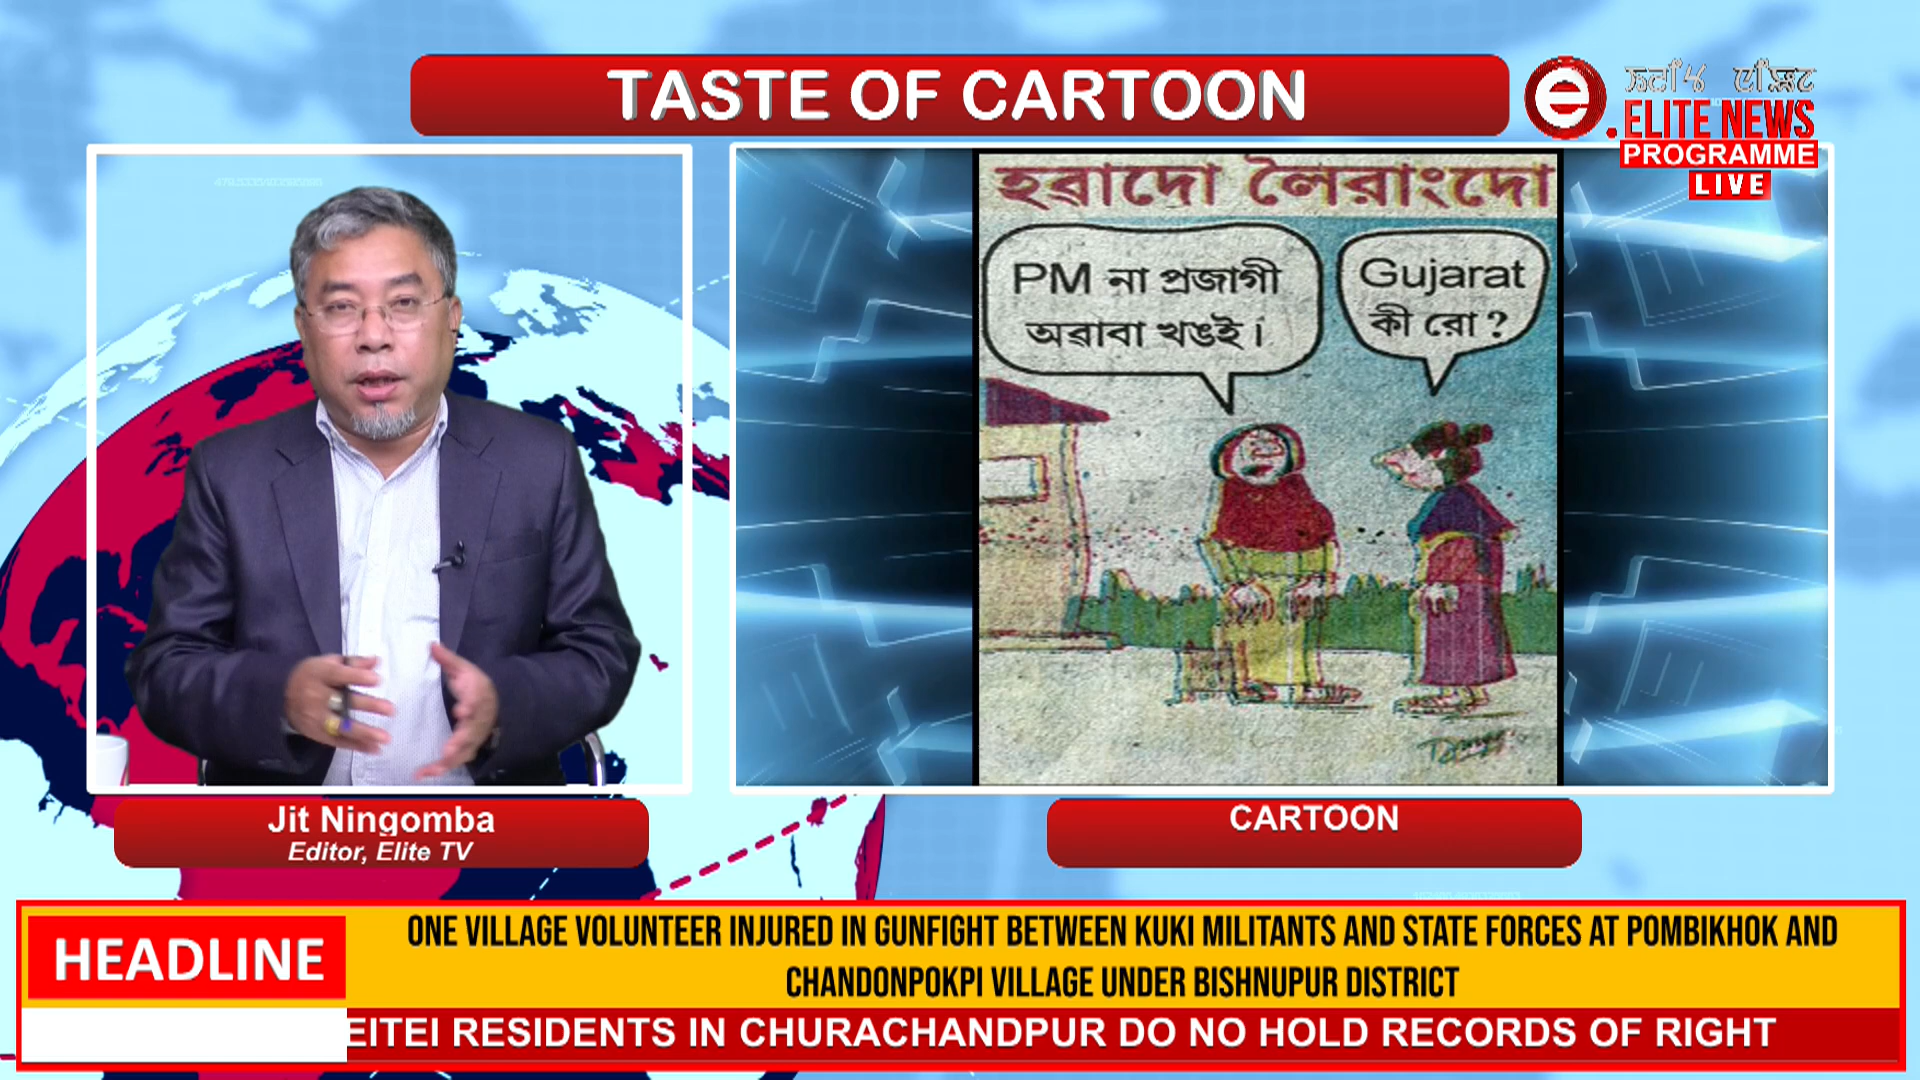 TASTE OF CARTOON
e
ꯏꯂꯥꯏꯠ
ELITE NEWS
PROGRAMME
LIVE
হৱাদো লৈরাংদো
PM না প্রজাগী
অৱাবা খঙই।
Gujarat
কী রো?
Jit Ningomba
Editor, Elite TV
CARTOON
HEADLINE
ONE VILLAGE VOLUNTEER INJURED IN GUNFIGHT BETWEEN KUKI MILITANTS AND STATE FORCES AT POMBIKHOK AND
CHANDONPOKPI VILLAGE UNDER BISHNUPUR DISTRICT
EITEI RESIDENTS IN CHURACHANDPUR DO NO HOLD RECORDS OF RIGHT